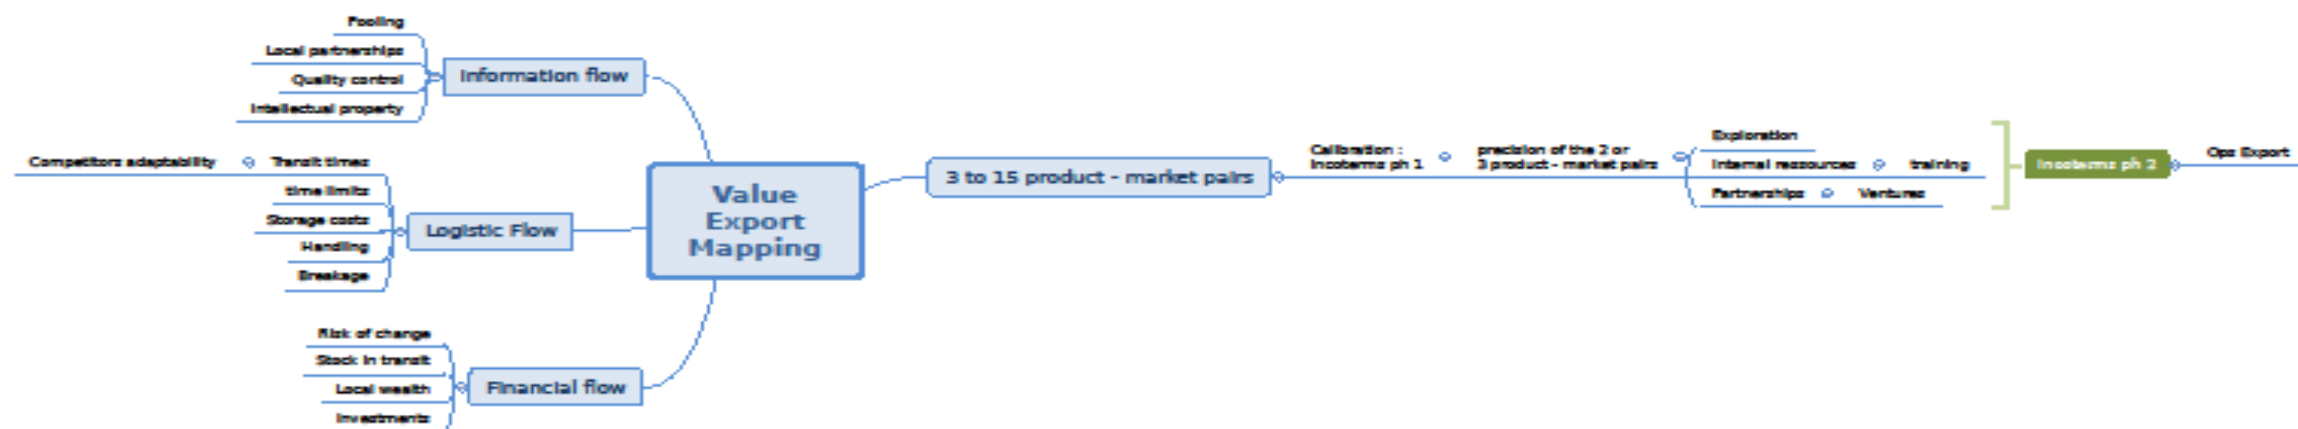 Pooling
Local partnerships
Quality control
Intellectual property
Information flow
Competitors adaptability
Transit times
time limits
Storage costs
Handling
Breakage
Logistic Flow
Risk of change
Stock in transit
Local wealth
Investments
Financial flow
Value
Export
Mapping
3 to 15 product - market pairs
Calibration :
Incoterms ph 1
precision of the 2 or
3 product - market pairs
Exploration
Internal ressources
training
Partnerships
Ventures
Incoterms ph 2
Ops Export